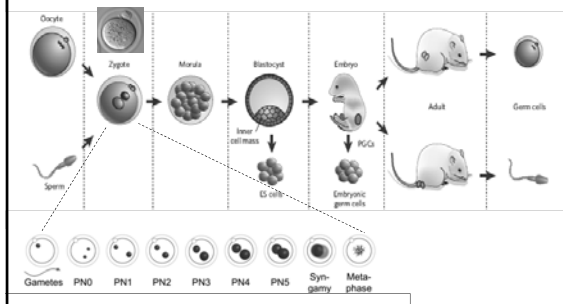 Oocyte
Zygote
Morula
Blastocyst
Embryo
Adult
Germ cells
Inner
cell mass
PGCs
Sperm
ES cells
Embryonic
germ cells
Gametes PN0 PN1 PN2 PN3 PN4 PN5 Syn-
gamy Meta-
phase